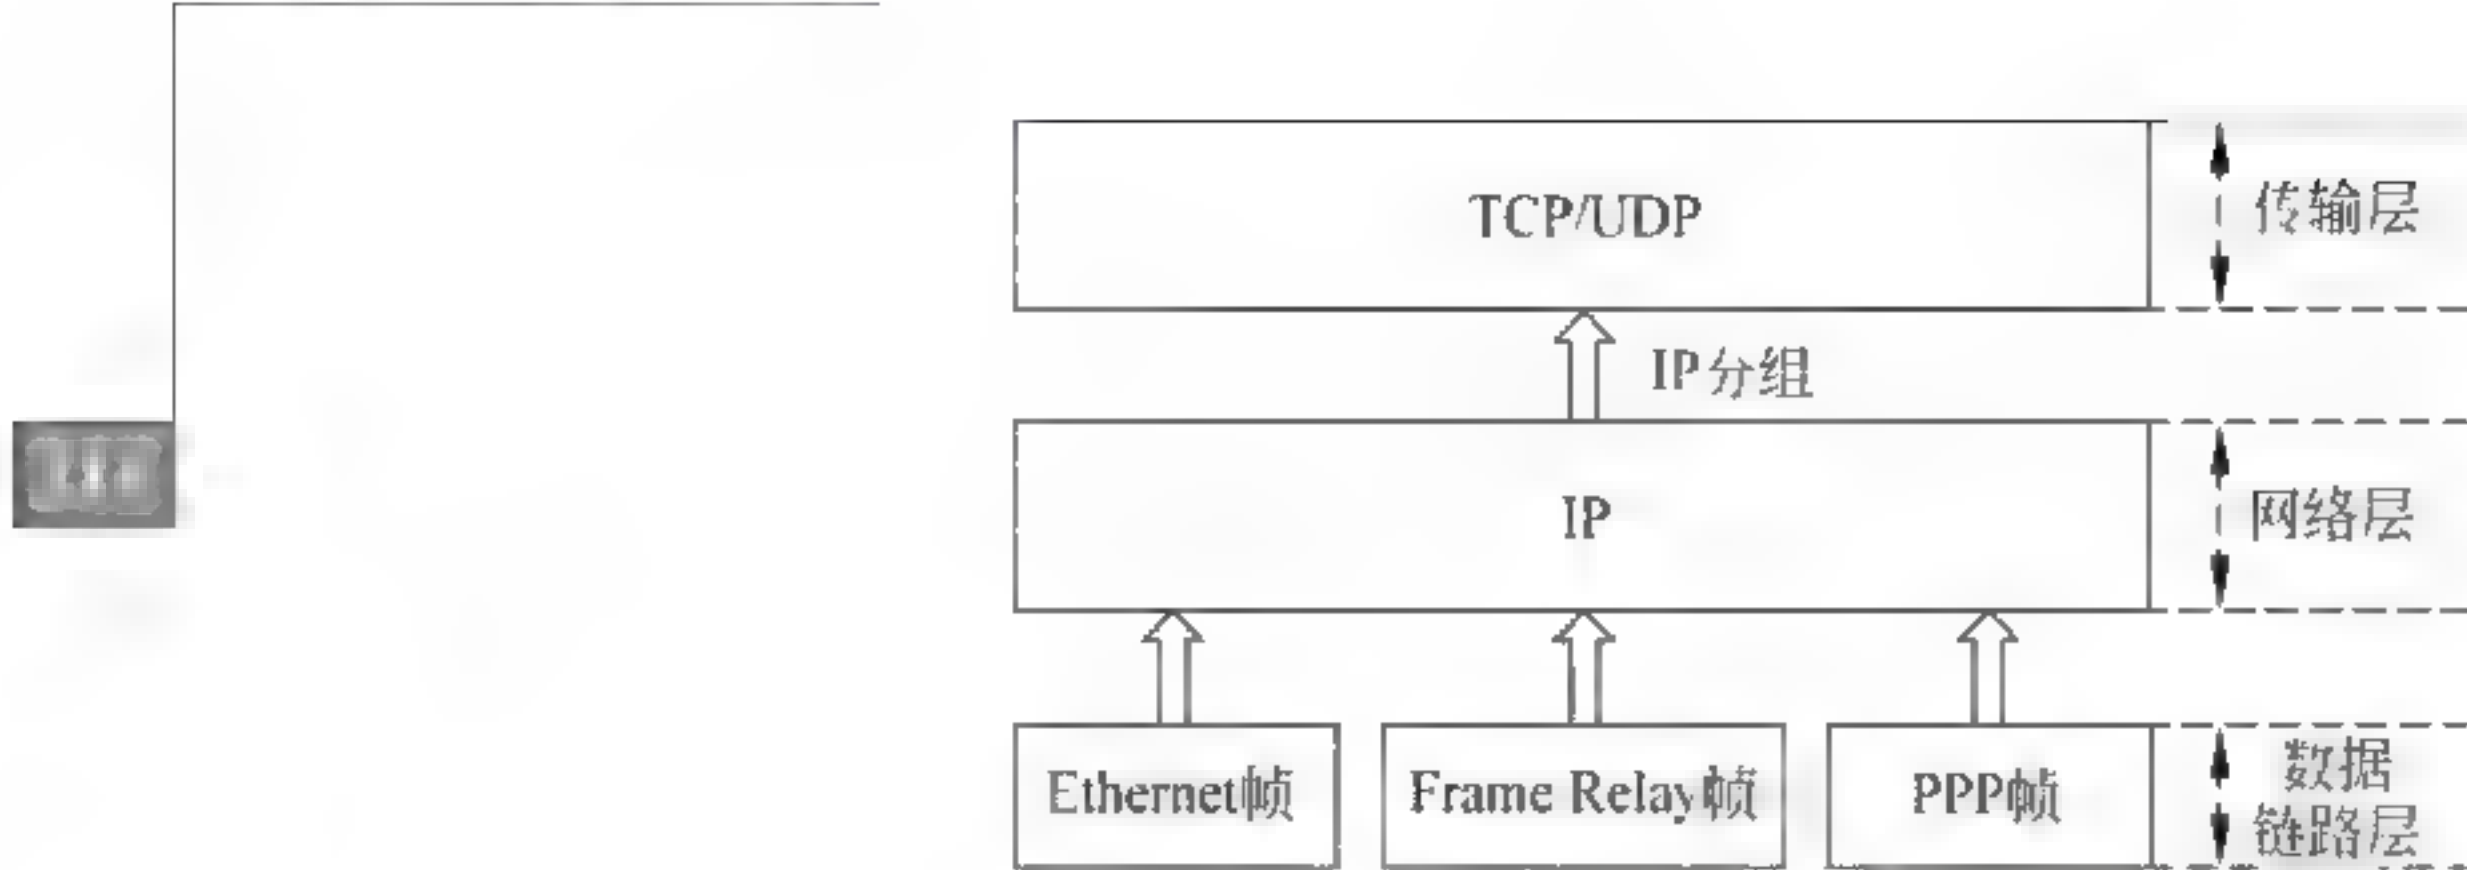 TCP/UDP
传输层
IP分组
IP
网络层
Ethernet帧
Frame Relay帧
PPP帧
数据
链路层